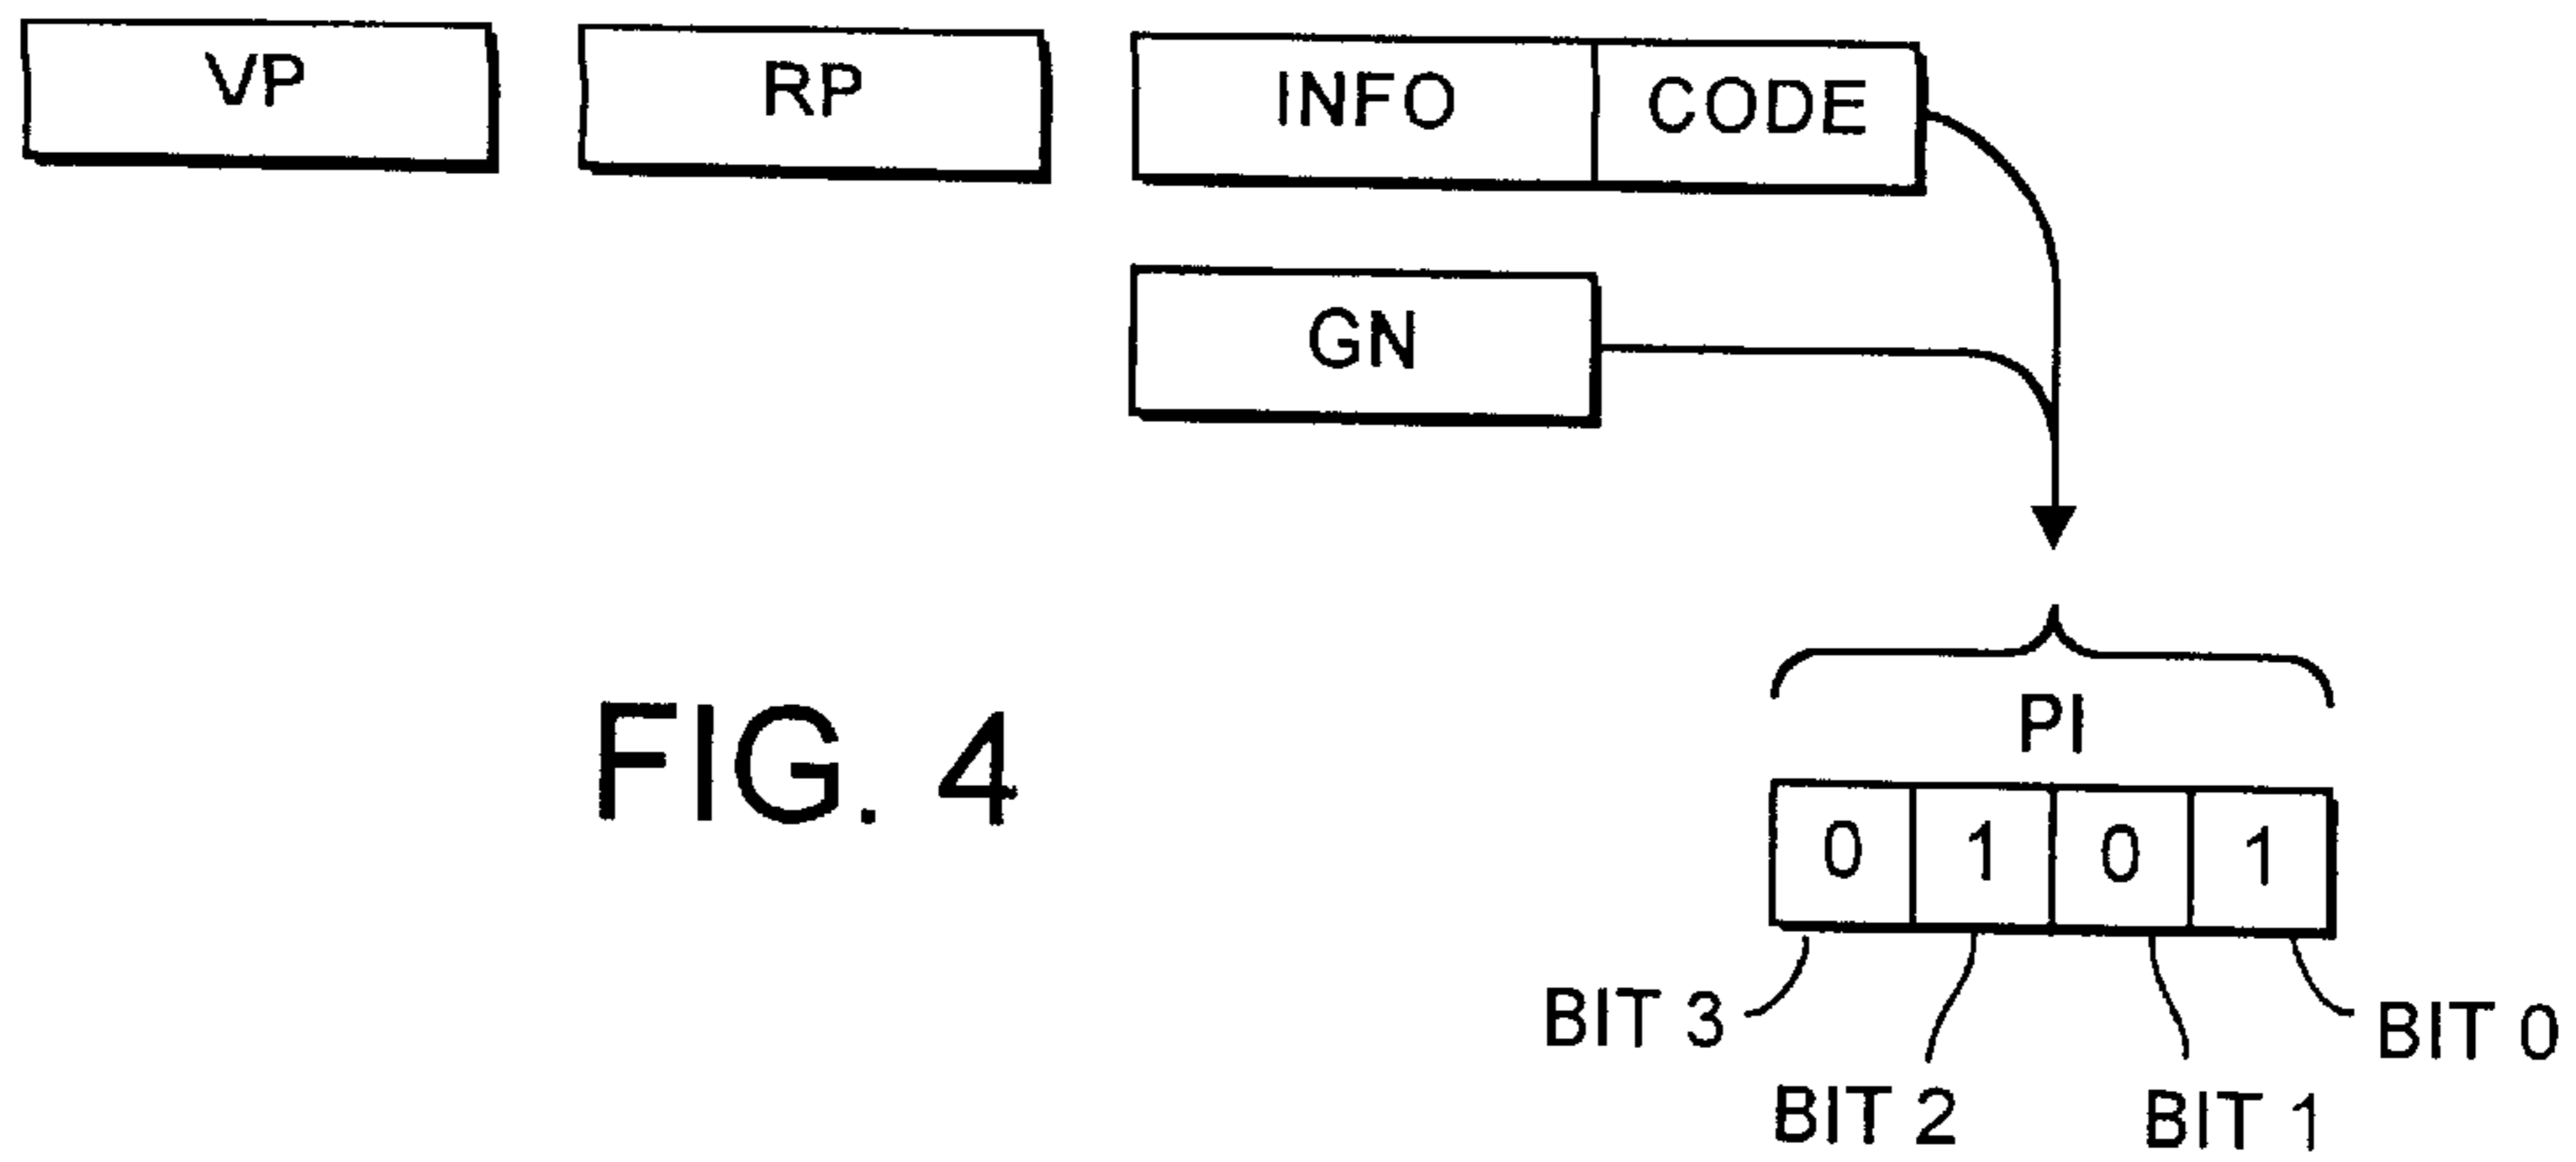 VP RP INFO CODE
GN
PI
FIG. 4
0 1 0 1
BIT 3 BIT 0
BIT 2 BIT 1